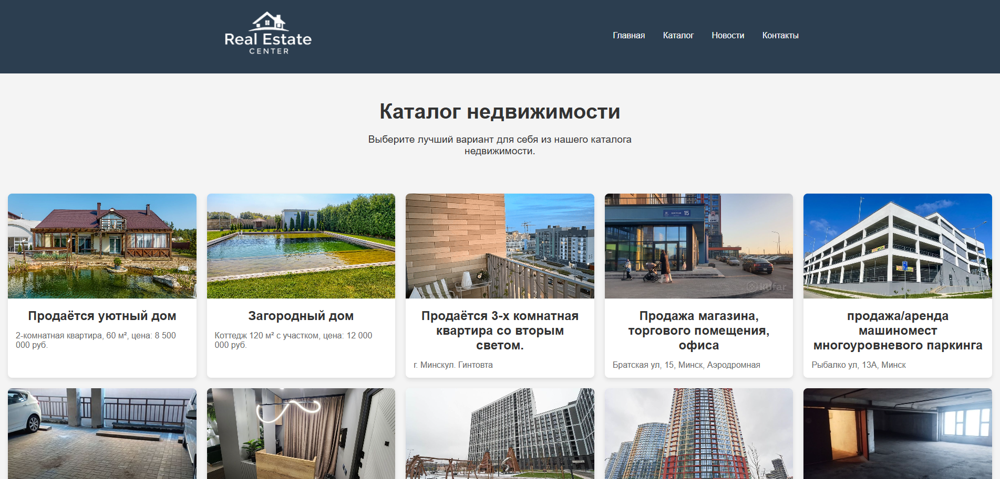 Real Estate
CENTER
Главная Каталог Новости Контакты
Каталог недвижимости
Выберите лучший вариант для себя из нашего каталога
недвижимости.
15
35
kufar
Продаётся уютный дом
2-комнатная квартира, 60 м², цена: 8 500
000 руб.
Загородный дом
Коттедж 120 м² с участком, цена: 12 000
000 руб.
Продаётся 3-х комнатная
квартира со вторым
светом.
г. Минскул. Гинтовта
Продажа магазина,
торгового помещения,
офиса
Братская ул, 15, Минск, Аэродромная
продажа/аренда
машиномест
многоуровневого паркинга
Рыбалко ул, 13А, Минск